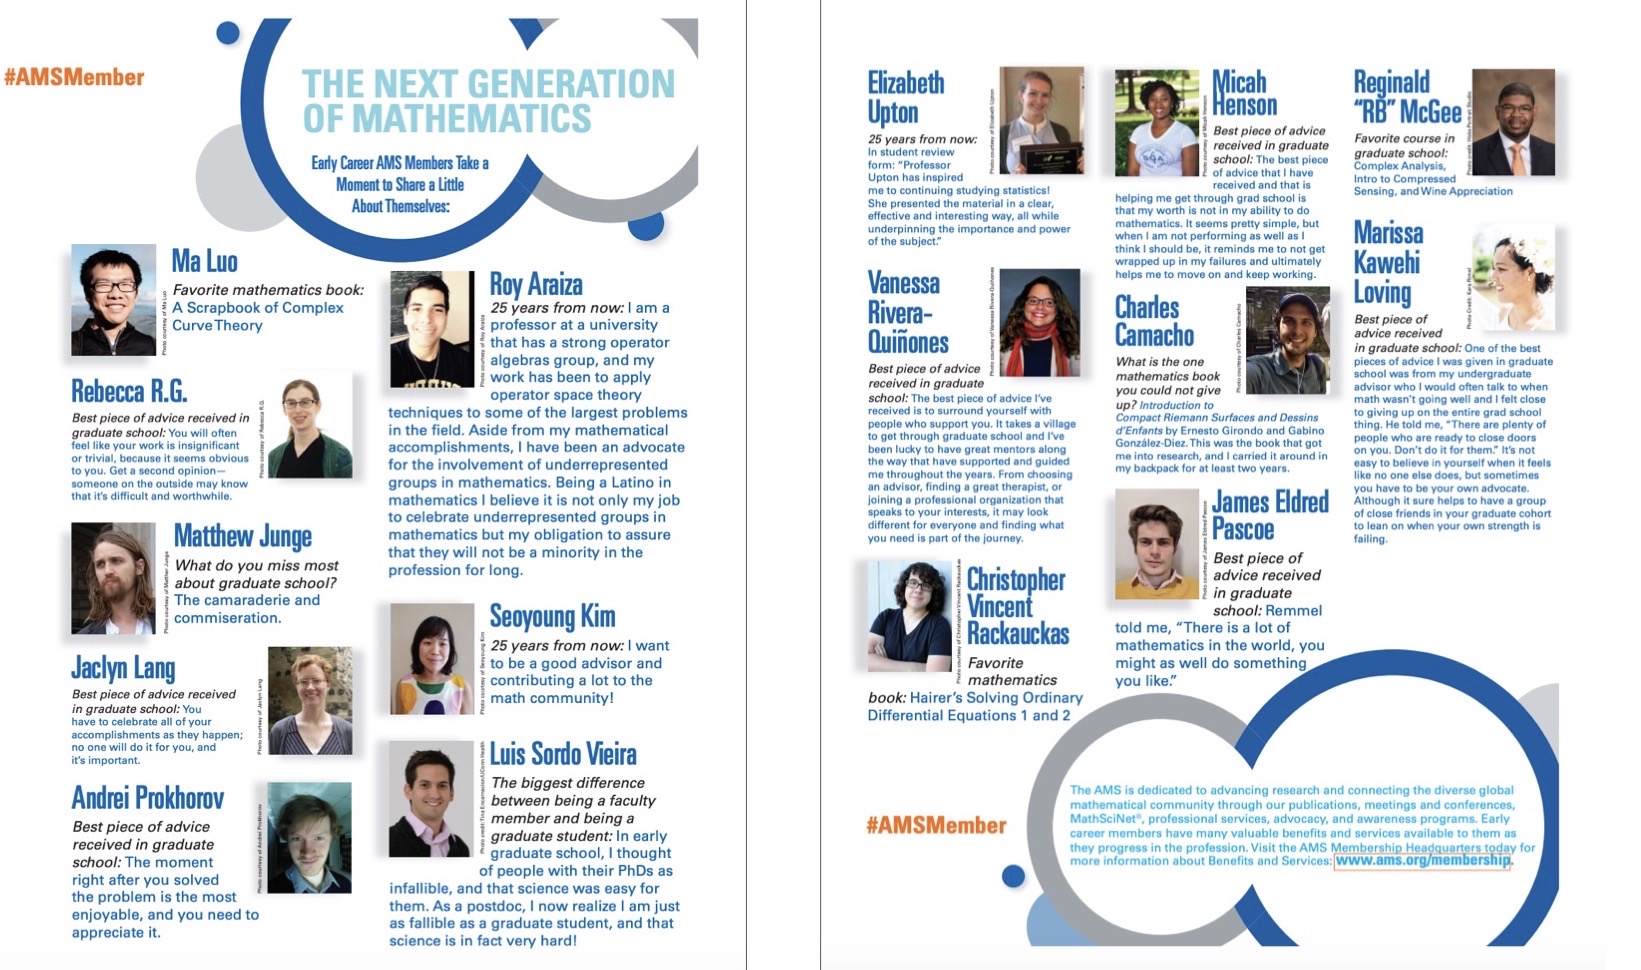 #AMSMember
THE NEXT GENERATION
OF MATHEMATICS
Early Career AMS Members Take a
Moment to Share a Little
About Themselves:
Ma Luo
Favorite mathematics book:
A Scrapbook of Complex
Curve Theory
Photo courtesy of Ma Luo
Rebecca R.G.
Best piece of advice received in
graduate school: You will often
feel like your work is insignificant
or trivial, because it seems obvious
to you. Get a second opinion—
someone on the outside may know
that it's difficult and worthwhile.
Photo courtesy of Rebecca R.G.
Matthew Junge
What do you miss most
about graduate school?
The camaraderie and
commiseration.
Photo courtesy of Matthew Junge
Jaclyn Lang
Best piece of advice received
in graduate school: You
have to celebrate all of your
accomplishments as they happen;
no one will do it for you, and
it's important.
Photo courtesy of Jaclyn Lang
Andrei Prokhorov
Best piece of advice
received in graduate
school: The moment
right after you solved
the problem is the most
enjoyable, and you need to
appreciate it.
Photo courtesy of Andrei Prokhorov
Roy Araiza
25 years from now: I am a
professor at a university
that has a strong operator
algebras group, and my
work has been to apply
operator space theory
techniques to some of the largest problems
in the field. Aside from my mathematical
accomplishments, I have been an advocate
for the involvement of underrepresented
groups in mathematics. Being a Latino in
mathematics I believe it is not only my job
to celebrate underrepresented groups in
mathematics but my obligation to assure
that they will not be a minority in the
profession for long.
Photo courtesy of Roy Araiza
Seoyoung Kim
25 years from now: I want
to be a good advisor and
contributing a lot to the
math community!
Photo courtesy of Seoyoung Kim
Luis Sordo Vieira
The biggest difference
between being a faculty
member and being a
graduate student: In early
graduate school, I thought
of people with their PhDs as
infallible, and that science was easy for
them. As a postdoc, I now realize I am just
as fallible as a graduate student, and that
science is in fact very hard!
Photo credit: Tina Encarnacion/UConn Health
Elizabeth
Upton
25 years from now:
In student review
form: "Professor
Upton has inspired
me to continuing studying statistics!
She presented the material in a clear,
effective and interesting way, all while
underpinning the importance and power
of the subject."
Photo courtesy of Elizabeth Upton
Vanessa
Rivera-
Quiñones
Best piece of advice
received in graduate
school: The best piece of advice I've
received is to surround yourself with
people who support you. It takes a village
to get through graduate school and I've
been lucky to have great mentors along
the way that have supported and guided
me throughout the years. From choosing
an advisor, finding a great therapist, or
joining a professional organization that
speaks to your interests, it may look
different for everyone and finding what
you need is part of the journey.
Photo courtesy of Vanessa Rivera-Quiñones
Christopher
Vincent
Rackauckas
Favorite
mathematics
book: Hairer's Solving Ordinary
Differential Equations 1 and 2
Photo courtesy of Christopher Vincent Rackauckas
Micah
Henson
Best piece of advice
received in graduate
school: The best piece
of advice that I have
received and that is
helping me get through grad school is
that my worth is not in my ability to do
mathematics. It seems pretty simple, but
when I am not performing as well as I
think I should be, it reminds me to not get
wrapped up in my failures and ultimately
helps me to move on and keep working.
Photo courtesy of Micah Henson
Charles
Camacho
What is the one
mathematics book
you could not give
up? Introduction to
Compact Riemann Surfaces and Dessins
d'Enfants by Ernesto Girondo and Gabino
González-Diez. This was the book that got
me into research, and I carried it around in
my backpack for at least two years.
Photo courtesy of Charles Camacho
James Eldred
Pascoe
Best piece of
advice received
in graduate
school: Remmel
told me, "There is a lot of
mathematics in the world, you
might as well do something
you like."
Photo courtesy of James Eldred Pascoe
Reginald
"RB" McGee
Favorite course in
graduate school:
Complex Analysis,
Intro to Compressed
Sensing, and Wine Appreciation
Marissa
Kawehi
Loving
Best piece of
advice received
in graduate school: One of the best
pieces of advice I was given in graduate
school was from my undergraduate
advisor who I would often talk to when
math wasn't going well and I felt close
to giving up on the entire grad school
thing. He told me, "There are plenty of
people who are ready to close doors
on you. Don't do it for them." It's not
easy to believe in yourself when it feels
like no one else does, but sometimes
you have to be your own advocate.
Although it sure helps to have a group
of close friends in your graduate cohort
to lean on when your own strength is
failing.
#AMSMember
The AMS is dedicated to advancing research and connecting the diverse global
mathematical community through our publications, meetings and conferences,
MathSciNet®, professional services, advocacy, and awareness programs. Early
career members have many valuable benefits and services available to them as
they progress in the profession. Visit the AMS Membership Headquarters today for
more information about Benefits and Services: www.ams.org/membership.